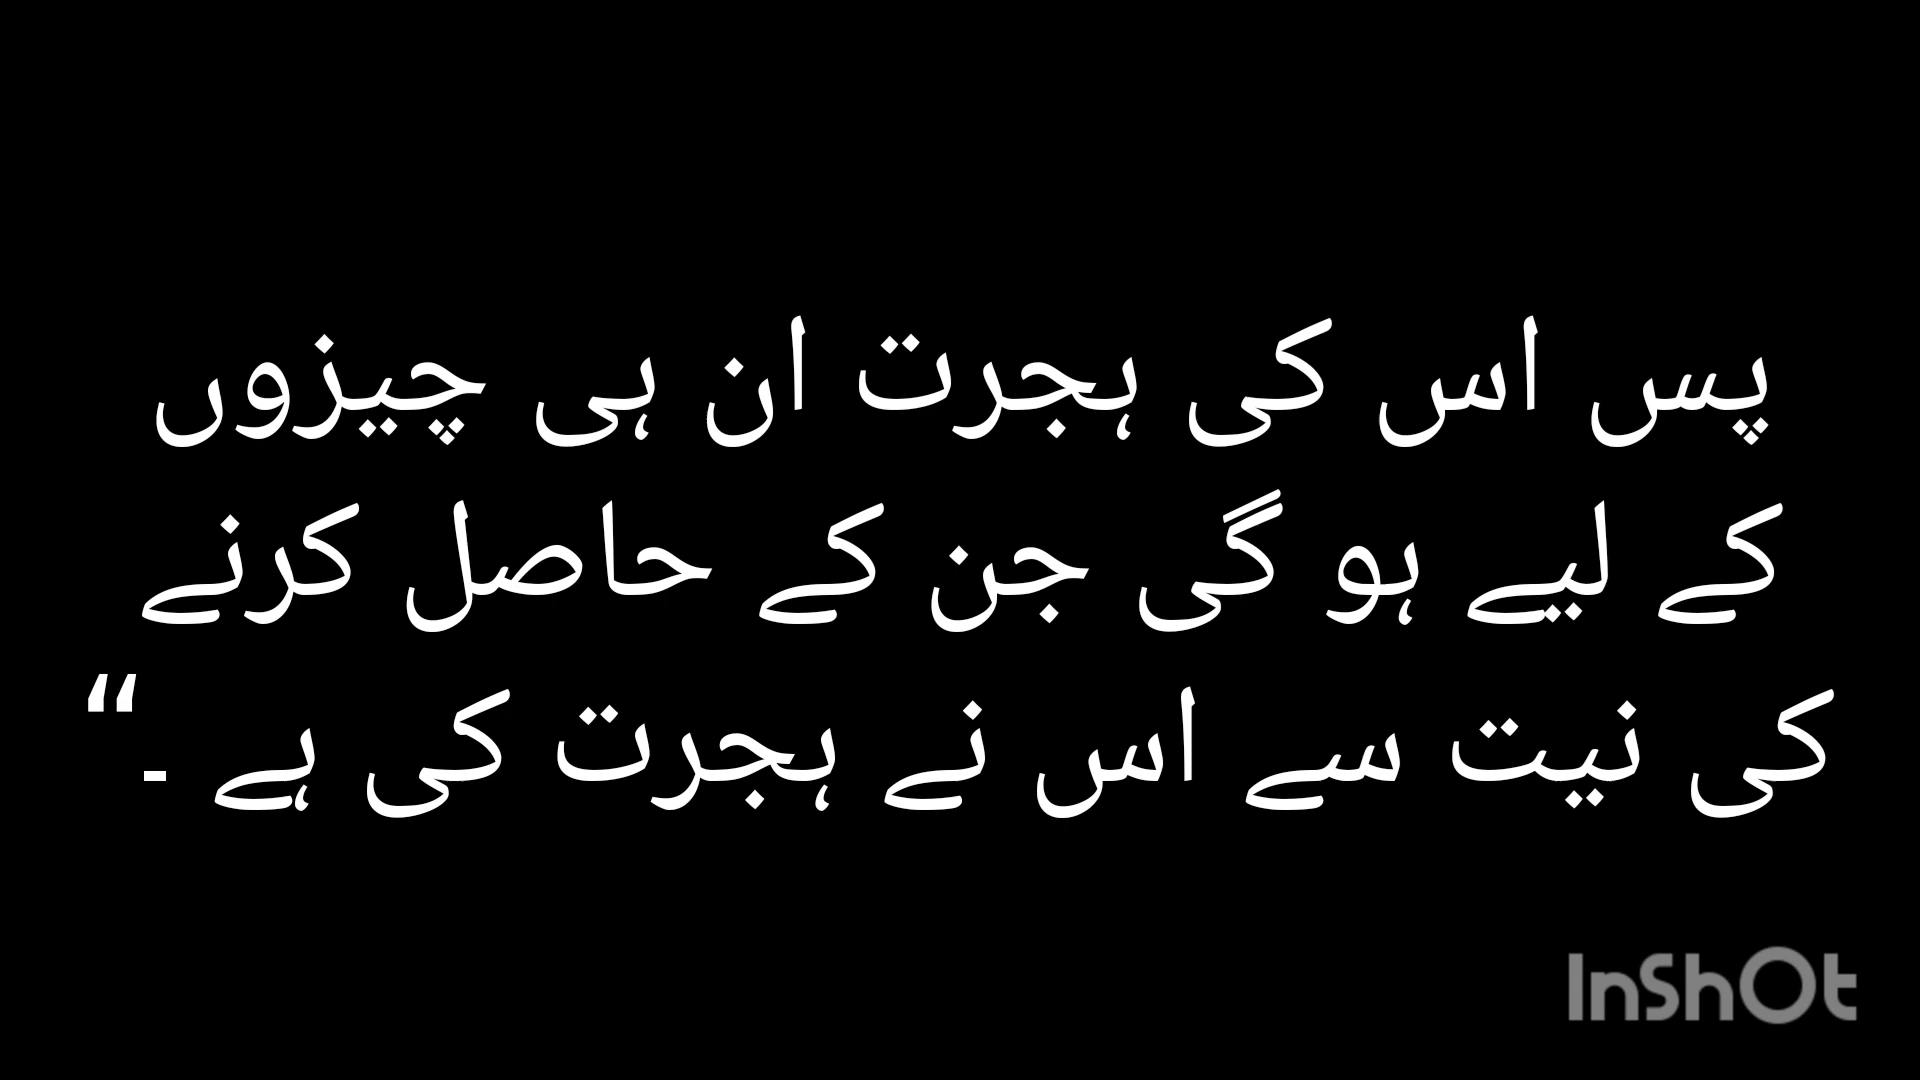 پس اس کی ہجرت ان ہی چیزوں
کے لیے ہو گی جن کے حاصل کرنے
کی نیت سے اس نے ہجرت کی ہے ۔“
InShOt